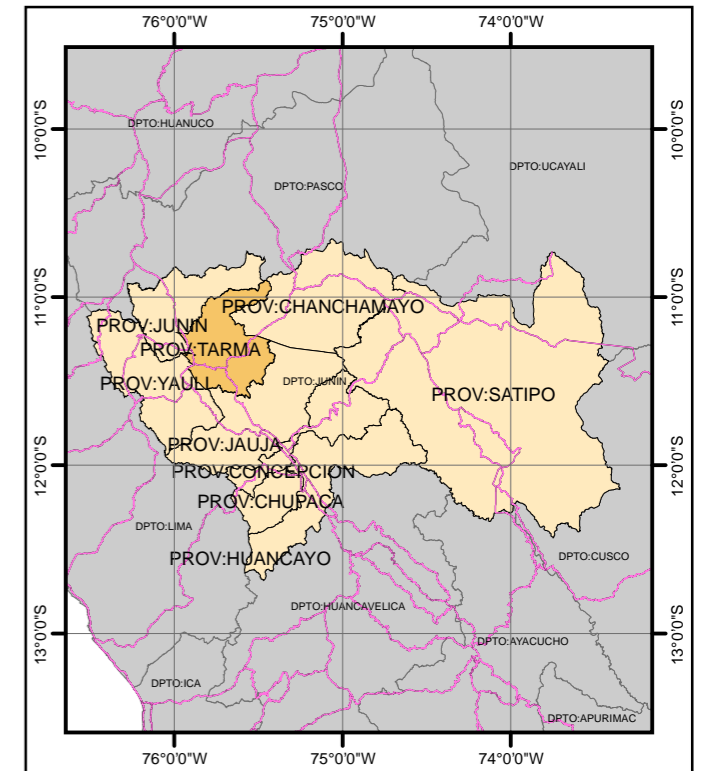 76°0'0"W 75°0'0"W 74°0'0"W
10°0'0"S
10°0'0"S
DPTO:HUANUCO
DPTO:UCAYALI
DPTO:PASCO
11°0'0"S
11°0'0"S
PROV:CHANCHAMAYO
PROV:JUNIN
PROV:TARMA
PROV:YAULI
DPTO:JUNIN
PROV:SATIPO
PROV:JAUJA
12°0'0"S
12°0'0"S
PROV:CONCEPCION
PROV:CHUPACA
DPTO:LIMA
PROV:HUANCAYO
DPTO:CUSCO
DPTO:HUANCAVELICA
13°0'0"S
13°0'0"S
DPTO:AYACUCHO
DPTO:ICA
DPTO:APURIMAC
76°0'0"W 75°0'0"W 74°0'0"W